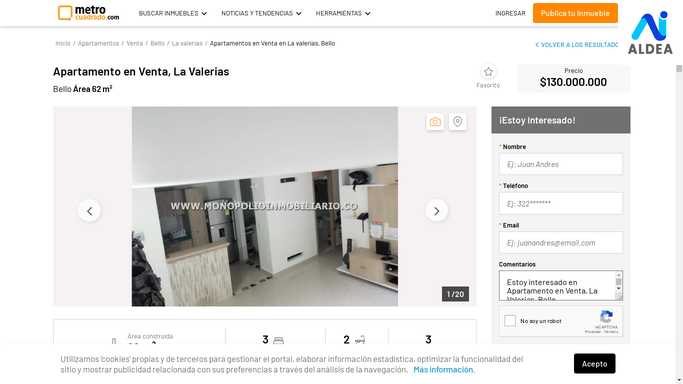 metro
cuadrado.com
BUSCAR INMUEBLES
NOTICIAS Y TENDENCIAS
HERRAMIENTAS
INGRESAR
Publica tu Inmueble
ALDEA
Inicio / Apartamentos / Venta / Bello / La valerias / Apartamentos en Venta en La valerias, Bello
VOLVER A LOS RESULTADO
Apartamento en Venta, La Valerias
Bello Área 62 m²
Favorito
Precio
$130.000.000
WWW.MONOPOLIOINMOBILIARIO.CO
1 / 20
¡Estoy Interesado!
* Nombre
Ej: Juan Andres
* Teléfono
Ej: 322*******
* Email
Ej: juanandres@email.com
Comentarios
Estoy interesado en
Apartamento en Venta, La
Valerias, Bello
No soy un robot
reCAPTCHA
Privacidad - Términos
Área construida
3
2
3
Utilizamos 'cookies' propias y de terceros para gestionar el portal, elaborar información estadística, optimizar la funcionalidad del
sitio y mostrar publicidad relacionada con sus preferencias a través del análisis de la navegación. Más información.
Acepto